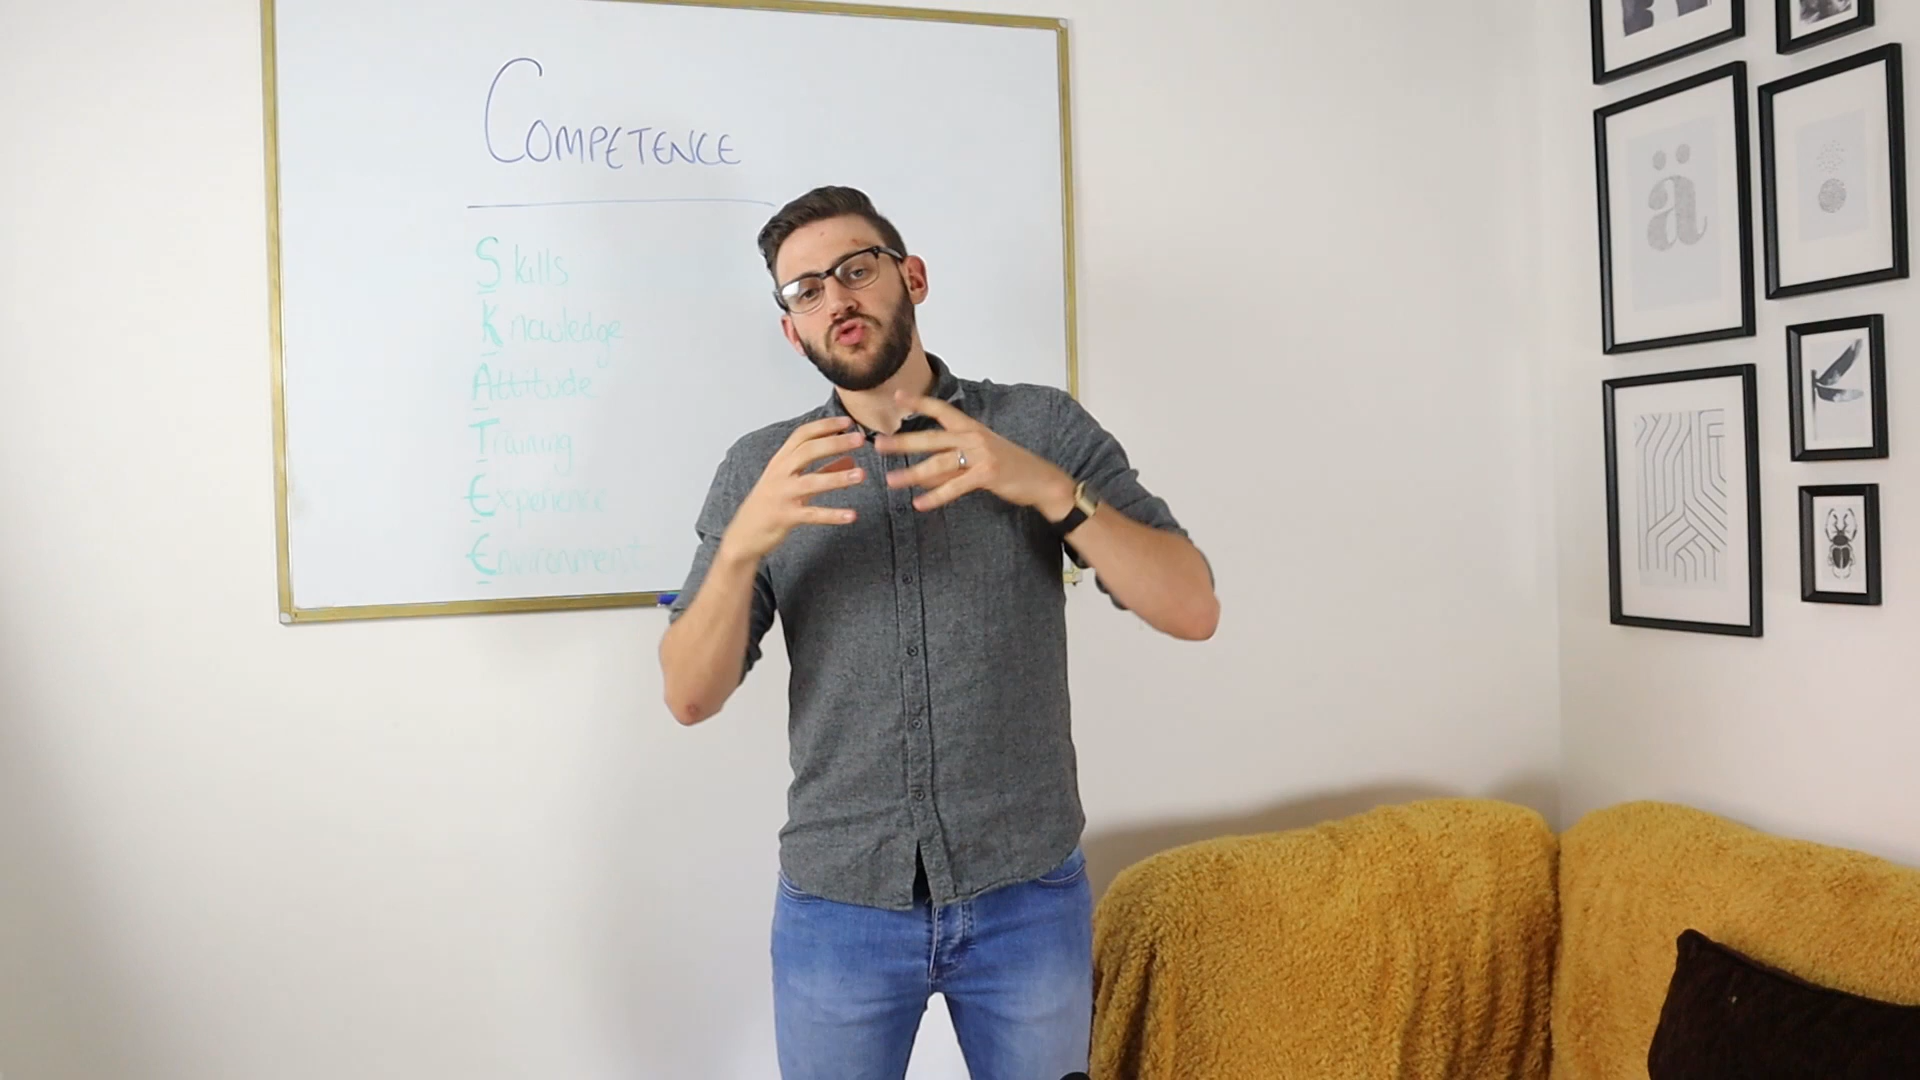 COMPETENCE
Skills
Knowledge
Attitude
Training
Experience
Environment
ä